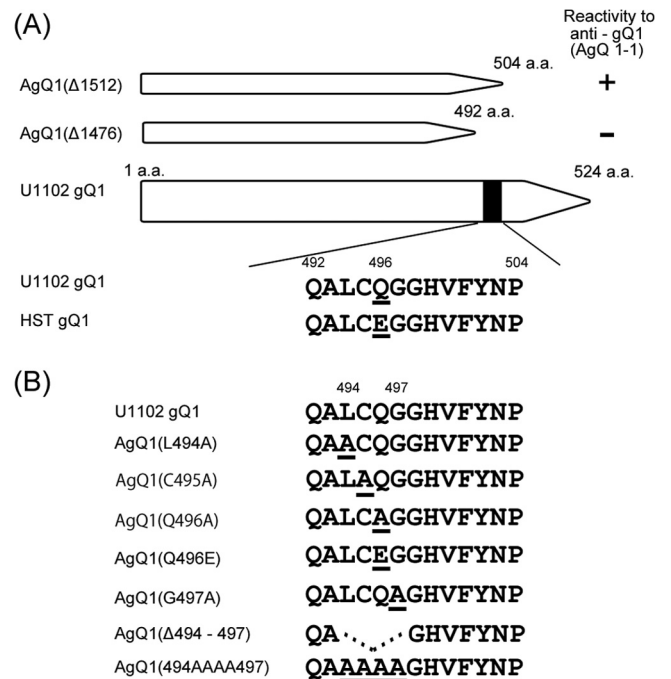 (A)
Reactivity to
anti - gQ1
(AgQ 1-1)
504 a.a.
AgQ1(Δ1512)
+
492 a.a.
AgQ1(Δ1476)
-
1 a.a.
524 a.a.
U1102 gQ1
492 496 504
U1102 gQ1 QALCQGGHVFYNP
HST gQ1 QALCEGGHVFYNP
(B)
494 497
U1102 gQ1 QALCQGGHVFYNP
AgQ1(L494A) QAACQGGHVFYNP
AgQ1(C495A) QALAQGGHVFYNP
AgQ1(Q496A) QALCAGGHVFYNP
AgQ1(Q496E) QALCEGGHVFYNP
AgQ1(G497A) QALCQAGHVFYNP
AgQ1(Δ494 - 497) QA GHVFYNP
AgQ1(494AAAA497) QAAAAAGHVFYNP